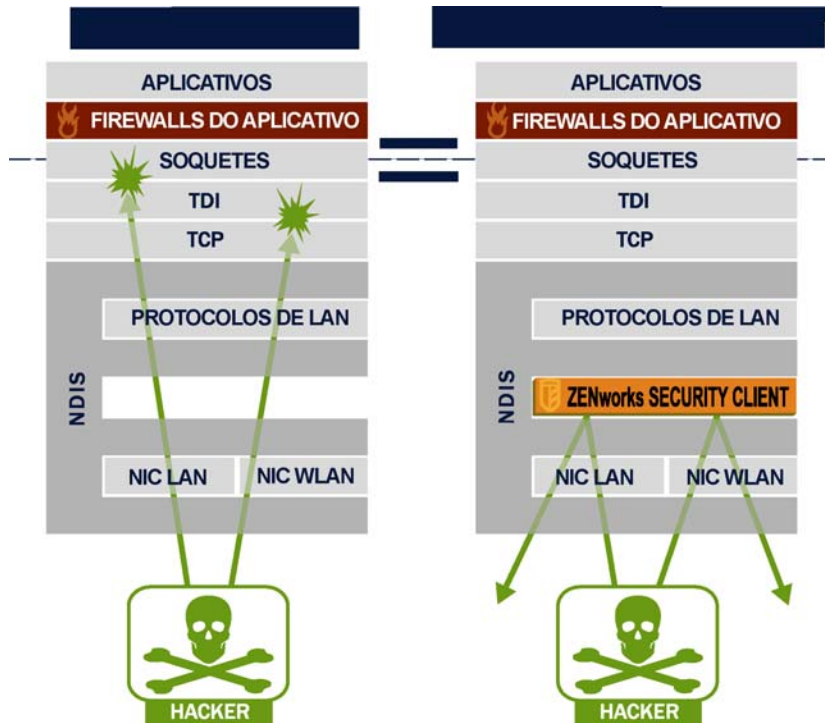 APLICATIVOS
FIREWALLS DO APLICATIVO
SOQUETES
TDI
TCP
PROTOCOLOS DE LAN
NDIS
NIC LAN
NIC WLAN
HACKER
APLICATIVOS
FIREWALLS DO APLICATIVO
SOQUETES
TDI
TCP
PROTOCOLOS DE LAN
NDIS
ZENworks SECURITY CLIENT
NIC LAN
NIC WLAN
HACKER